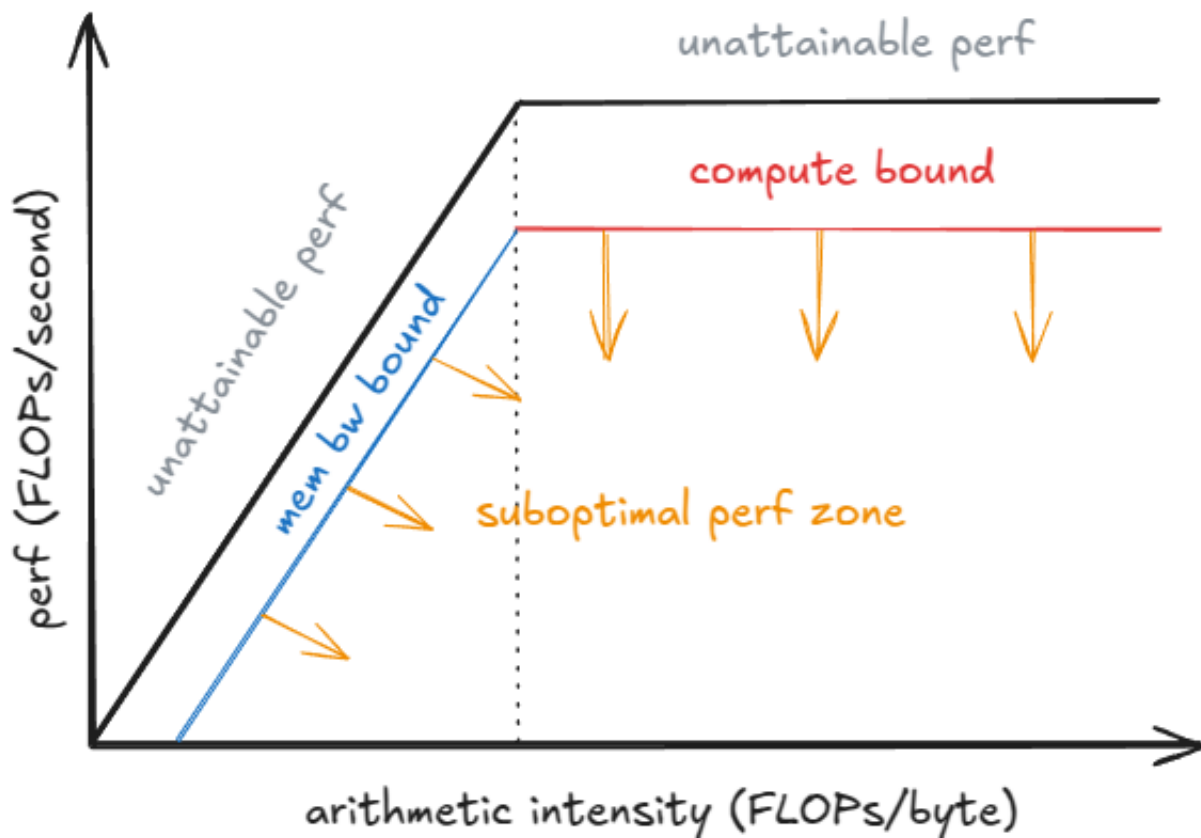 unattainable perf
compute bound
unattainable perf
mem bw bound
suboptimal perf zone
perf (FLOPs/second)
arithmetic intensity (FLOPs/byte)